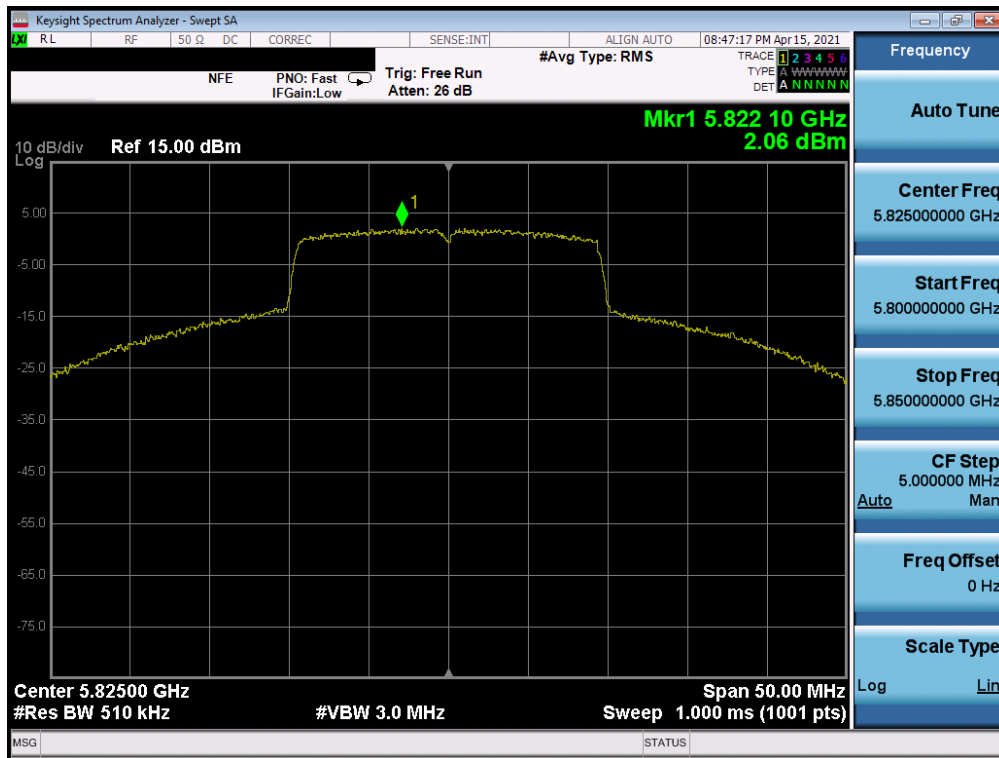 Keysight Spectrum Analyzer - Swept SA
LXI RL RF 50 Ω DC CORREC SENSE:INT ALIGN AUTO 08:47:17 PM Apr 15, 2021
NFE PNO: Fast Trig: Free Run #Avg Type: RMS TRACE 1 2 3 4 5 6
IFGain:Low Atten: 26 dB TYPE A WWWWW
DET A N N N N N
Mkr1 5.822 10 GHz
2.06 dBm
10 dB/div Ref 15.00 dBm
Log
1
5.00
-5.00
-15.0
-25.0
-35.0
-45.0
-55.0
-65.0
-75.0
Center 5.82500 GHz Span 50.00 MHz
#Res BW 510 kHz #VBW 3.0 MHz Sweep 1.000 ms (1001 pts)
MSG STATUS
Frequency
Auto Tune
Center Freq
5.825000000 GHz
Start Freq
5.800000000 GHz
Stop Freq
5.850000000 GHz
CF Step
5.000000 MHz
Auto Man
Freq Offset
0 Hz
Scale Type
Log Lin